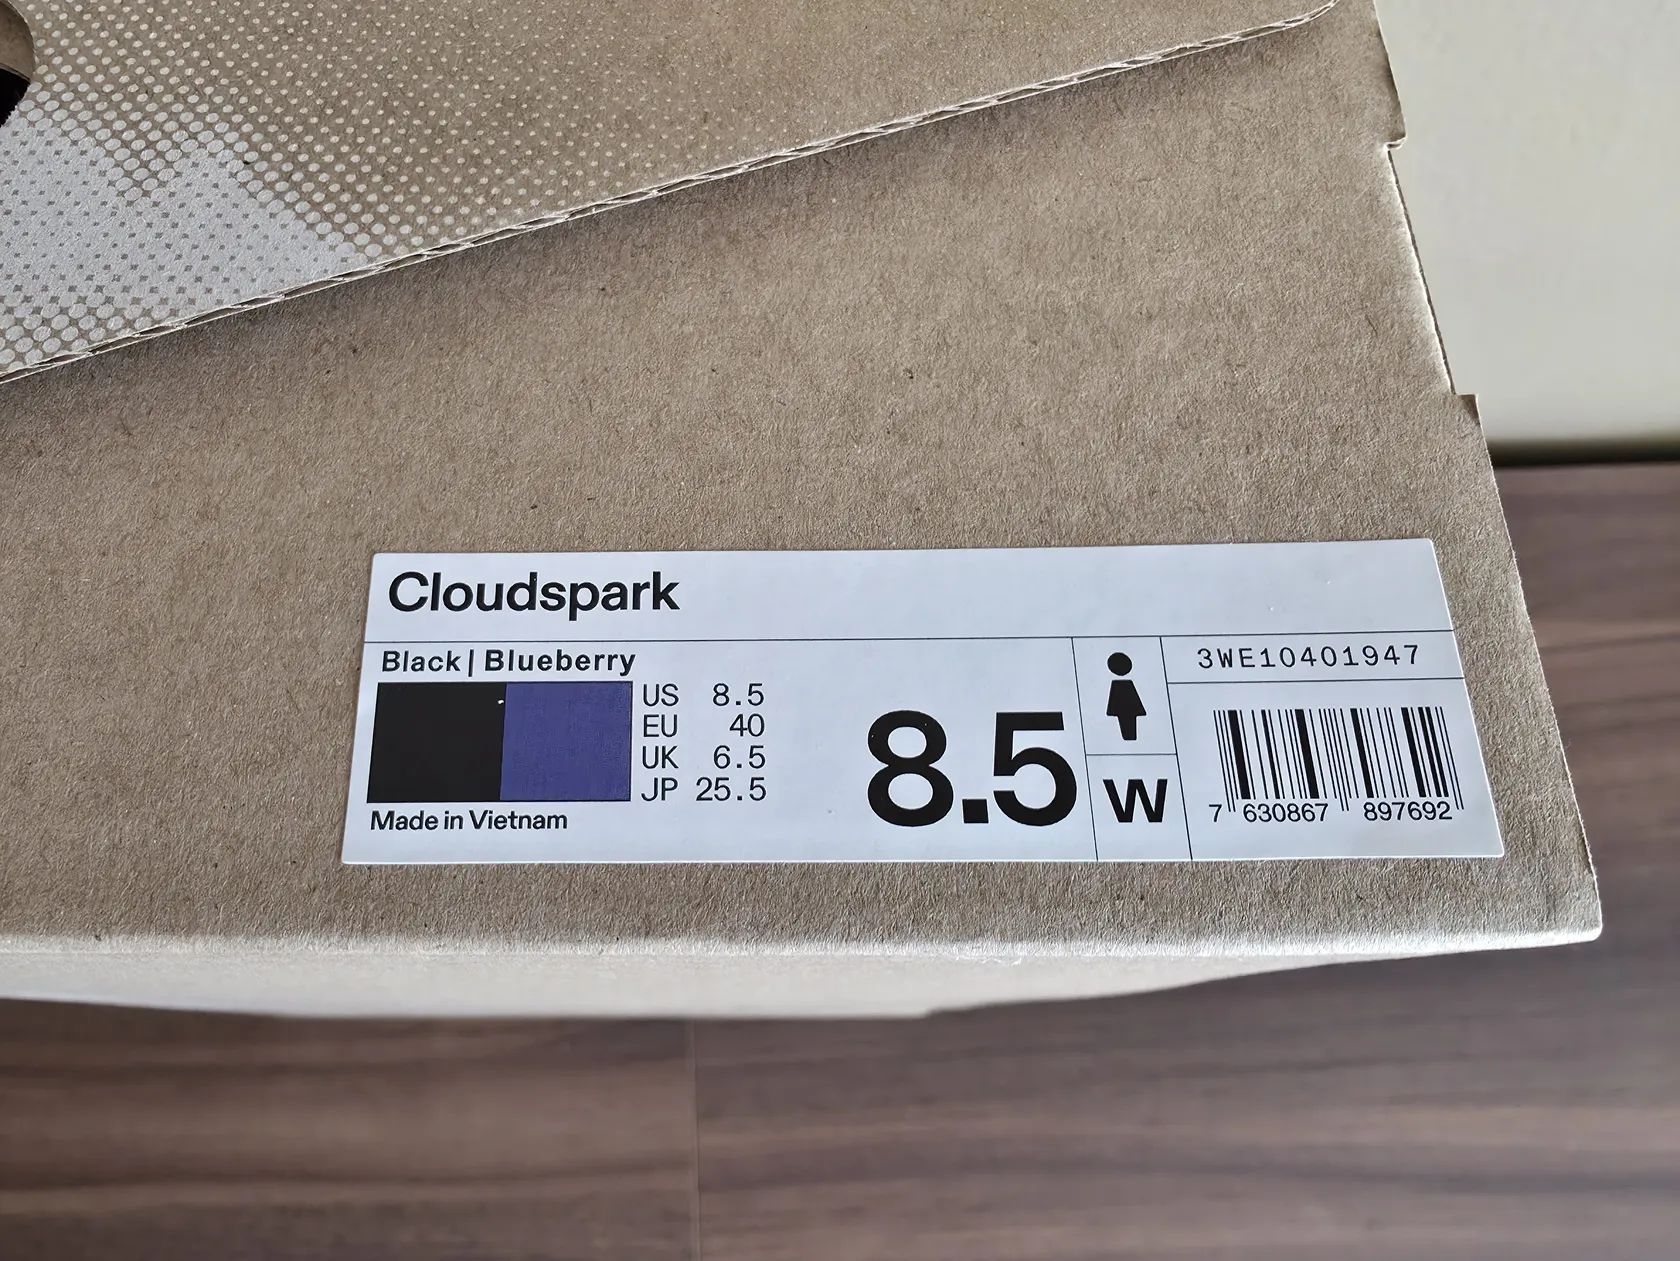 Cloudspark
Black | Blueberry
US 8.5
EU 40
UK 6.5
JP 25.5
Made in Vietnam
8.5
W
3WE10401947
7 630867 897692